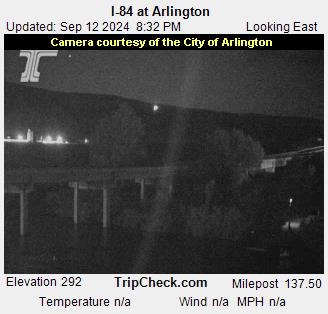 I-84 at Arlington
Updated: Sep 12 2024 8:32 PM Looking East
Camera courtesy of the City of Arlington
Elevation 292 TripCheck.com Milepost 137.50
Temperature n/a Wind n/a MPH n/a